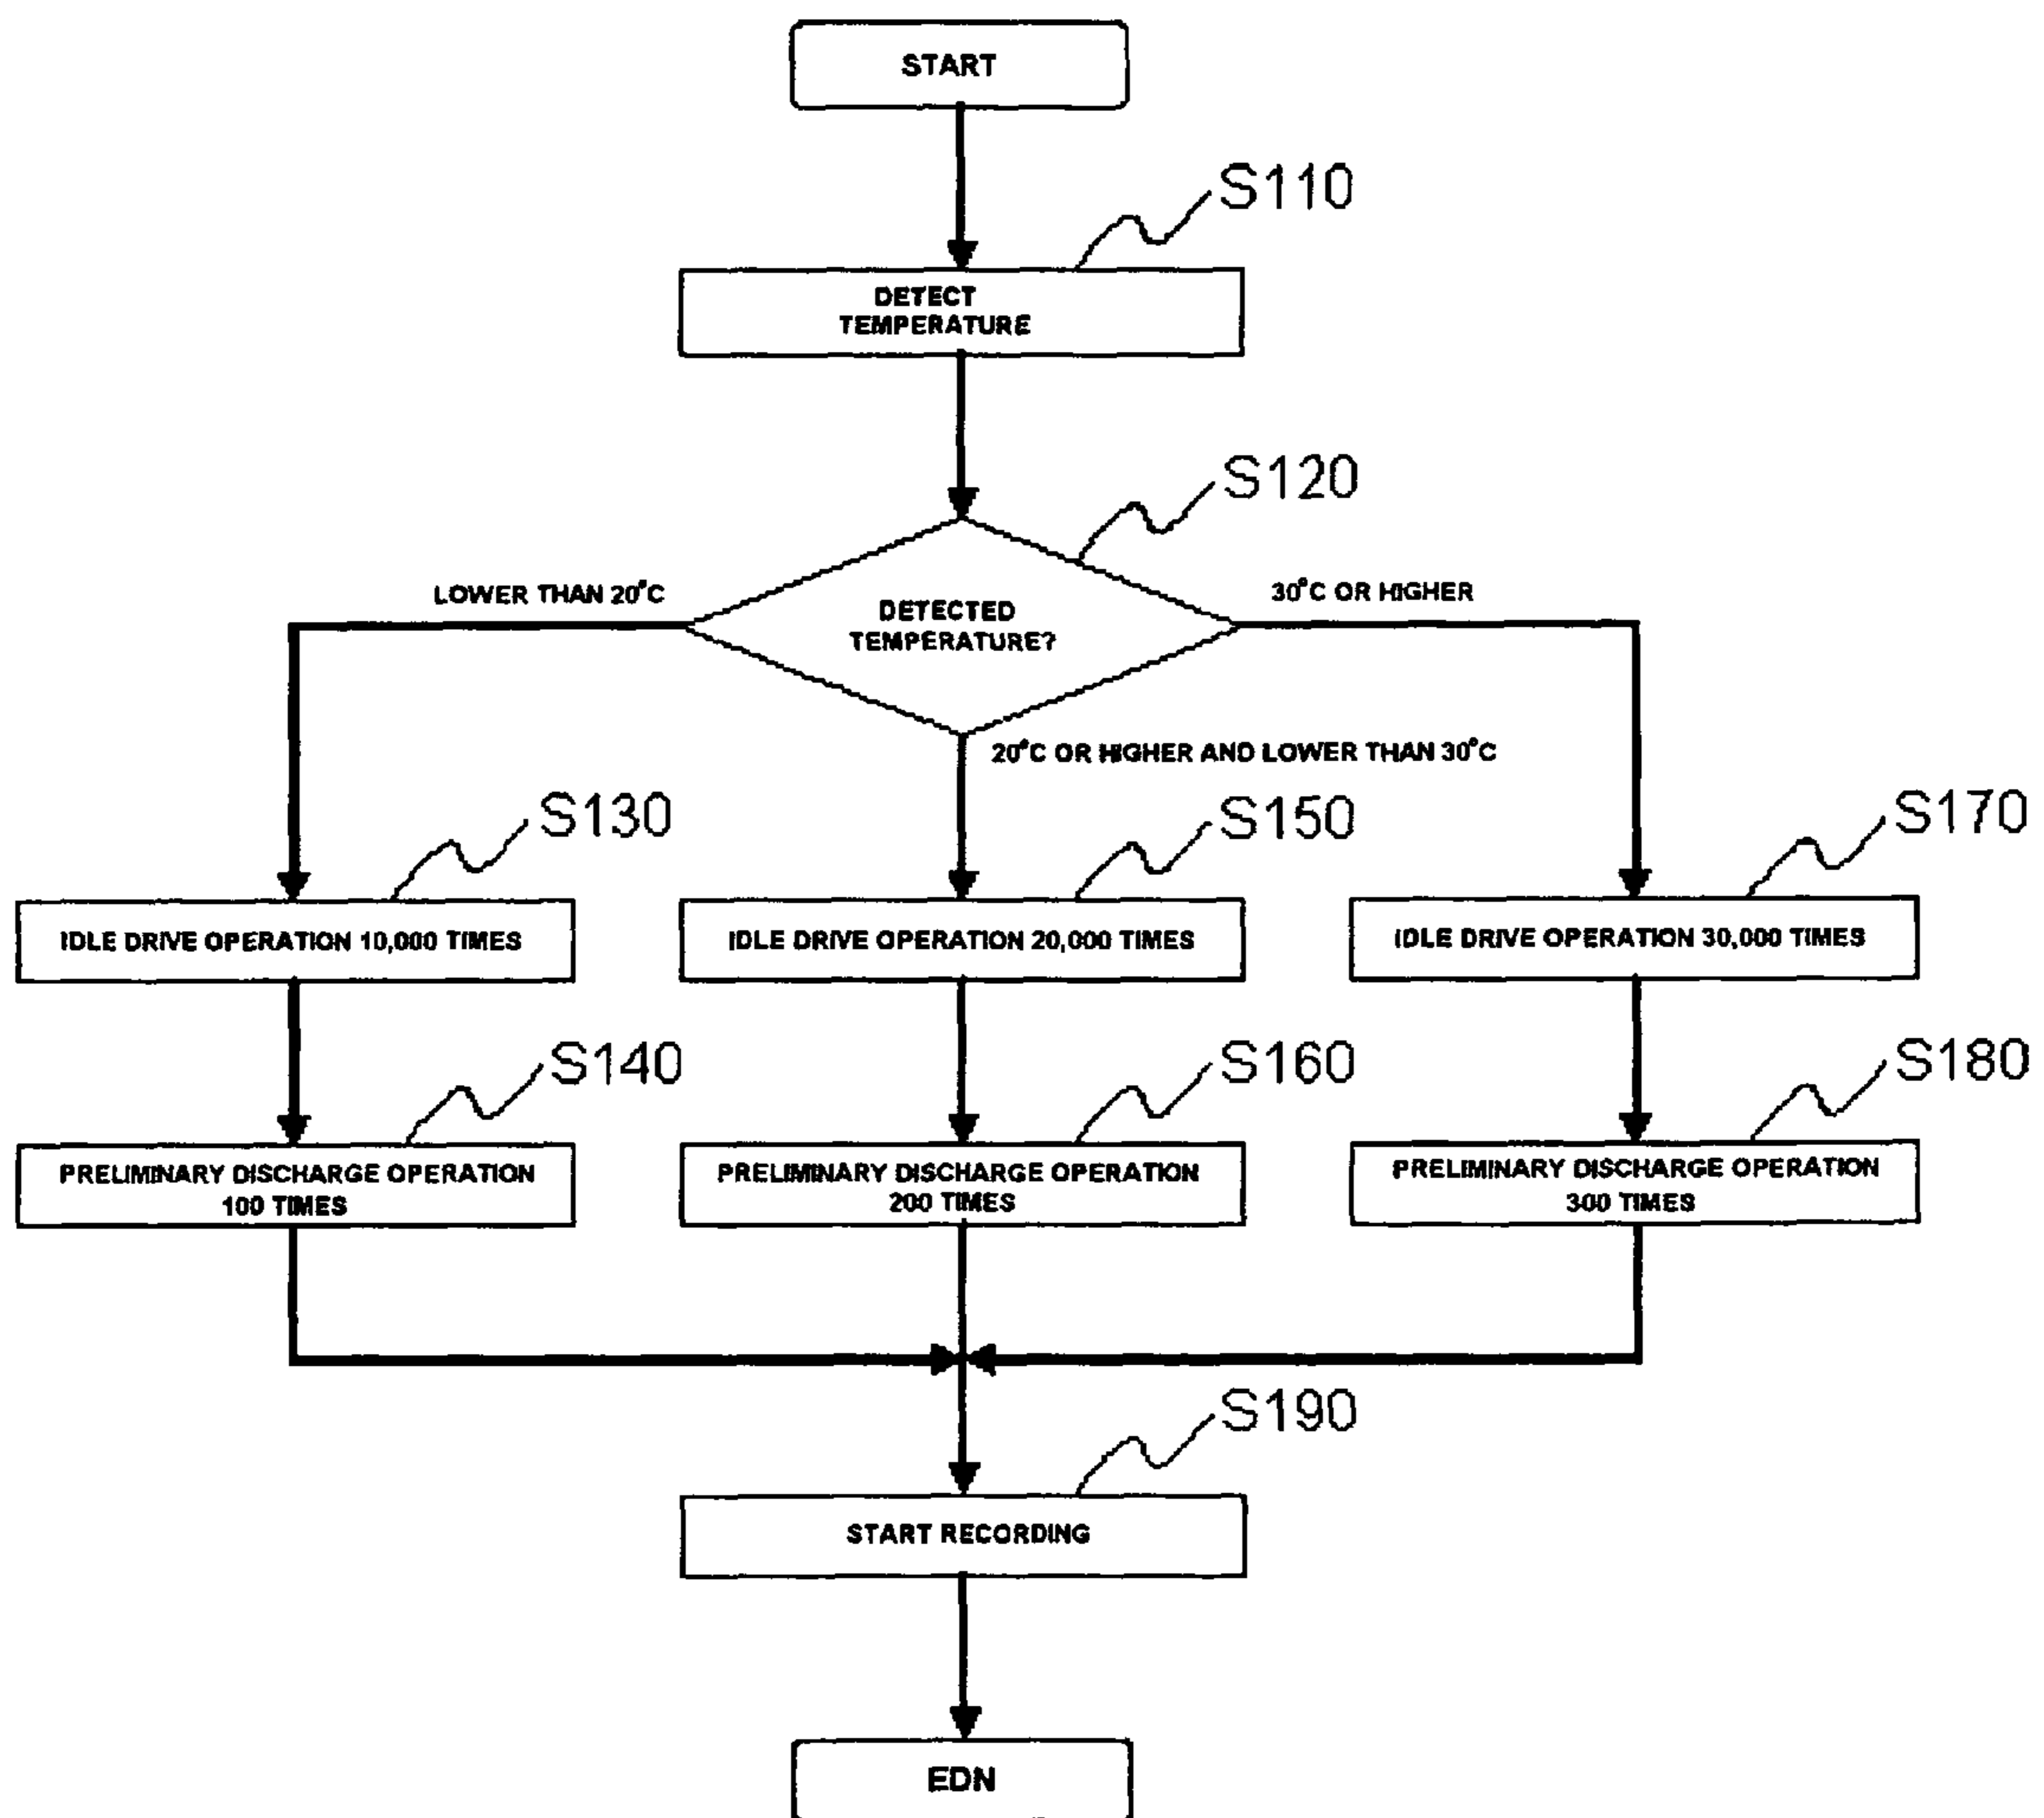 START
S110
DETECT
TEMPERATURE
S120
LOWER THAN 20°C
DETECTED
TEMPERATURE?
30°C OR HIGHER
20°C OR HIGHER AND LOWER THAN 30°C
S130
S150
S170
IDLE DRIVE OPERATION 10,000 TIMES
IDLE DRIVE OPERATION 20,000 TIMES
IDLE DRIVE OPERATION 30,000 TIMES
S140
S160
S180
PRELIMINARY DISCHARGE OPERATION
100 TIMES
PRELIMINARY DISCHARGE OPERATION
200 TIMES
PRELIMINARY DISCHARGE OPERATION
300 TIMES
S190
START RECORDING
EDN